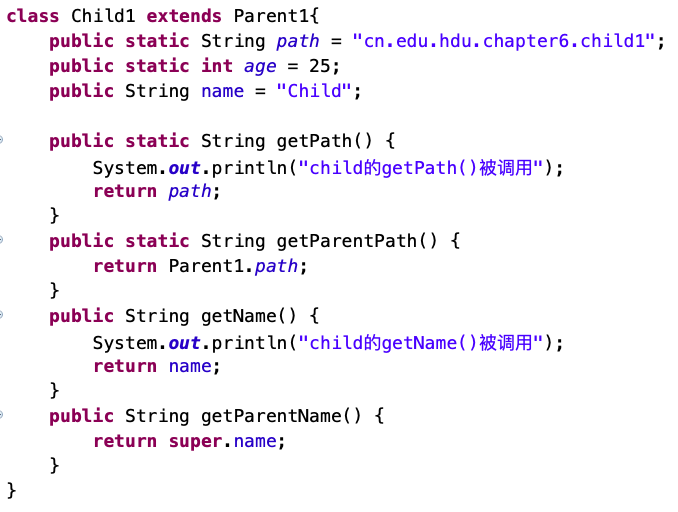 class Child1 extends Parent1{
    public static String path = "cn.edu.hdu.chapter6.child1";
    public static int age = 25;
    public String name = "Child";

    public static String getPath() {
        System.out.println("child的getPath()被调用");
        return path;
    }
    public static String getParentPath() {
        return Parent1.path;
    }
    public String getName() {
        System.out.println("child的getName()被调用");
        return name;
    }
    public String getParentName() {
        return super.name;
    }
}